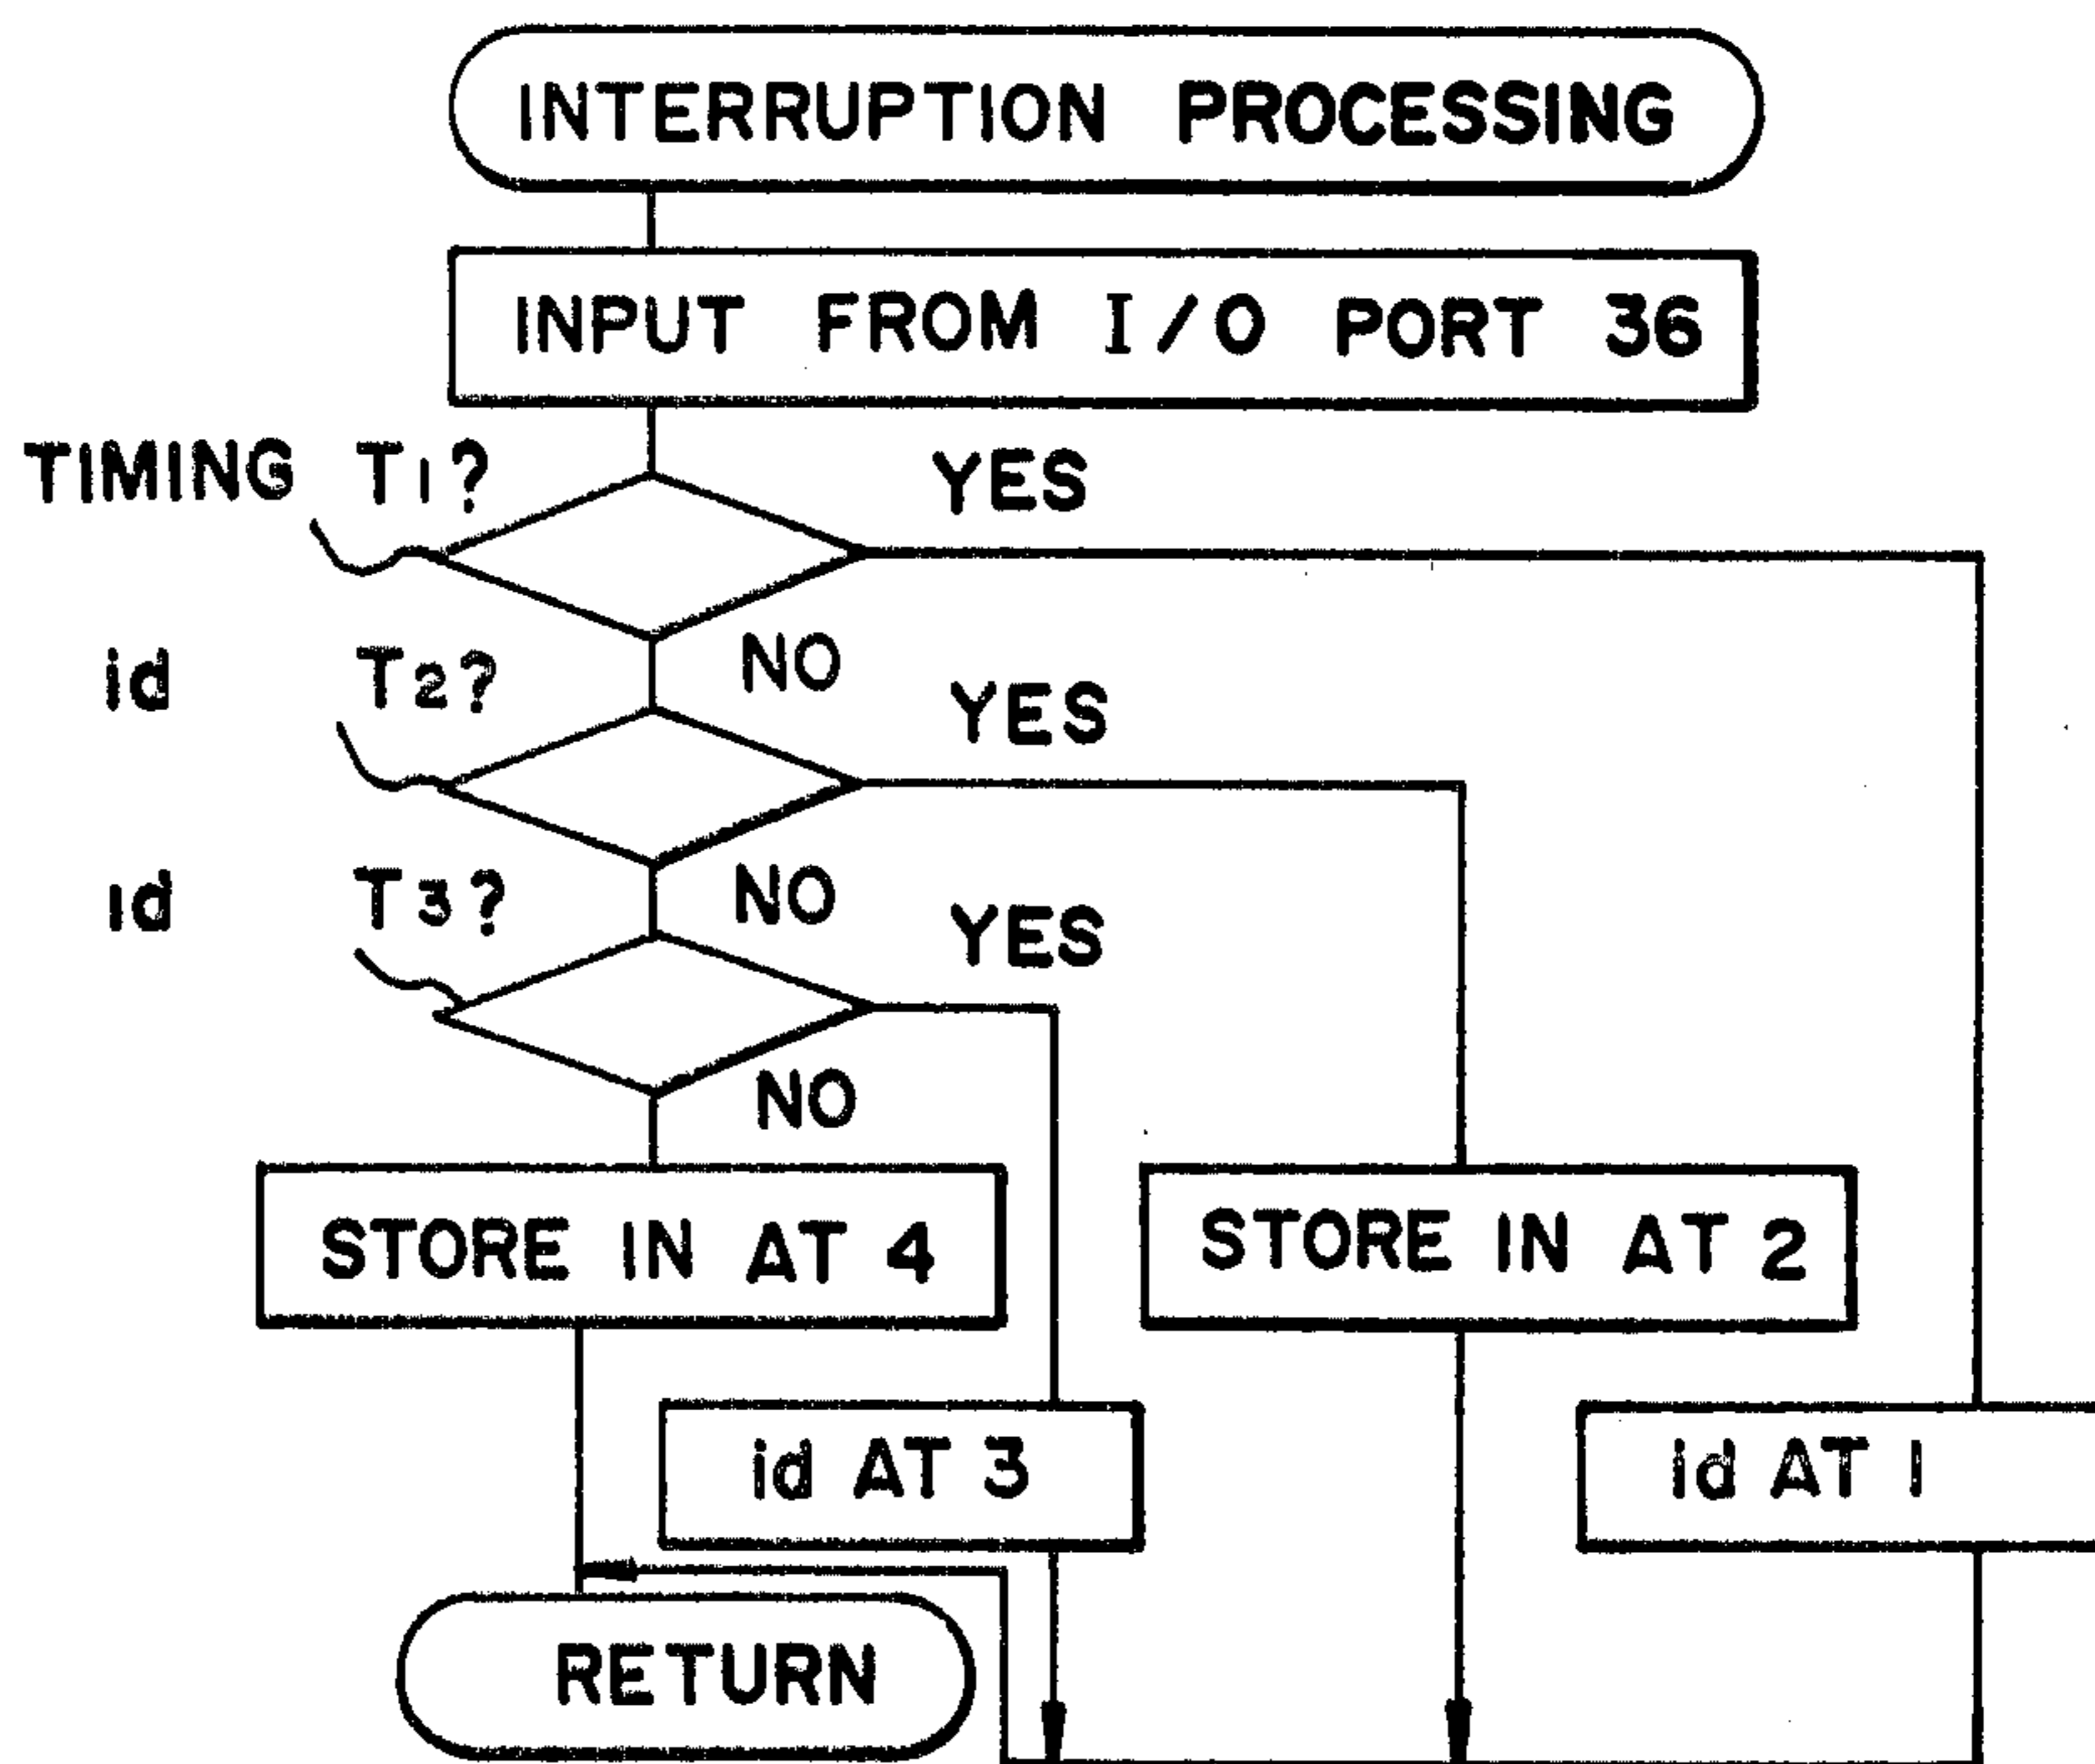 INTERRUPTION PROCESSING
INPUT FROM I/O PORT 36
TIMING T1?
YES
NO
id T2?
YES
NO
id T3?
YES
NO
STORE IN AT 4
STORE IN AT 2
id AT 3
id AT 1
RETURN